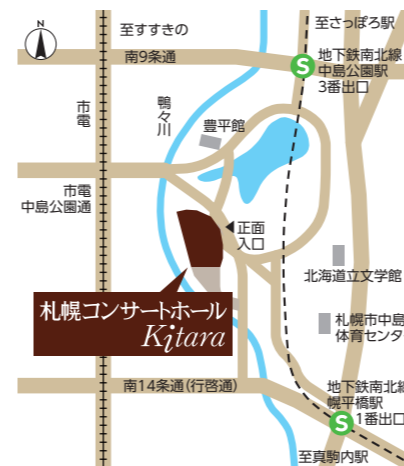 N
至すすきの
至さっぽろ駅
南9条通
S
地下鉄南北線
中島公園駅
3番出口
市電
鴨々川
豊平館
市電
中島公園通
正面
入口
北海道立文学館
札幌コンサートホール
Kitara
札幌市中島
体育センタ
南14条通(行啓通)
地下鉄南北線
幌平橋駅
S
1番出口
至真駒内駅